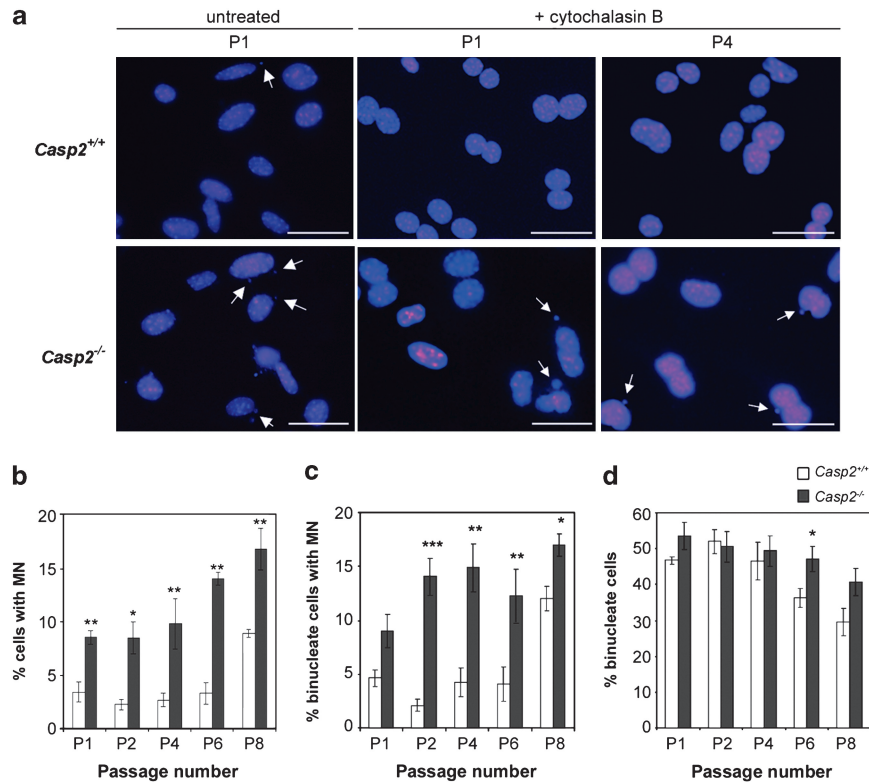 a
untreated
+ cytochalasin B
P1
P1
P4
Casp2+/+
Casp2-/-
b
% cells with MN
20
15
10
5
0
**
*
**
**
**
P1
P2
P4
P6
P8
Passage number
c
% binucleate cells with MN
20
15
10
5
0
***
**
**
*
P1
P2
P4
P6
P8
Passage number
d
Casp2+/+
Casp2-/-
% binucleate cells
60
50
40
30
20
10
0
*
P1
P2
P4
P6
P8
Passage number